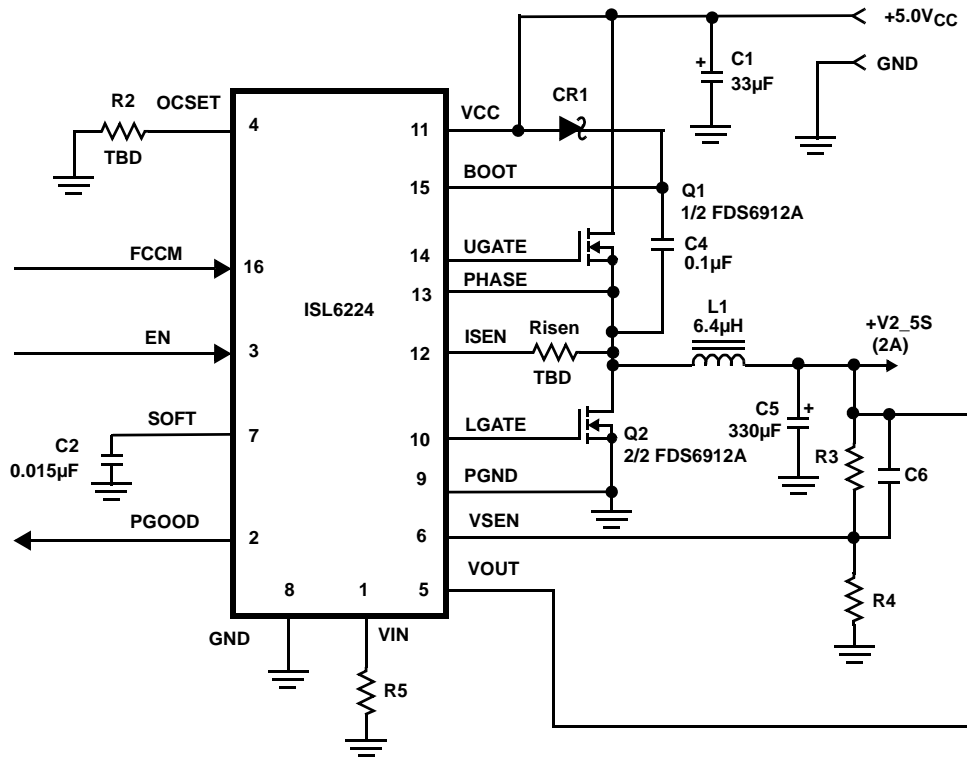 +5.0VCC
C1
33µF
GND
R2
OCSET
4
TBD
VCC
11
CR1
BOOT
15
Q1
1/2 FDS6912A
FCCM
16
UGATE
14
C4
0.1µF
PHASE
13
ISL6224
L1
6.4µH
+V2_5S
(2A)
EN
3
ISEN
12
Risen
TBD
SOFT
7
C2
0.015µF
LGATE
10
Q2
2/2 FDS6912A
C5
330µF
+
+
R3
C6
PGND
9
PGOOD
2
VSEN
6
VOUT
5
8
1
R4
GND
VIN
R5